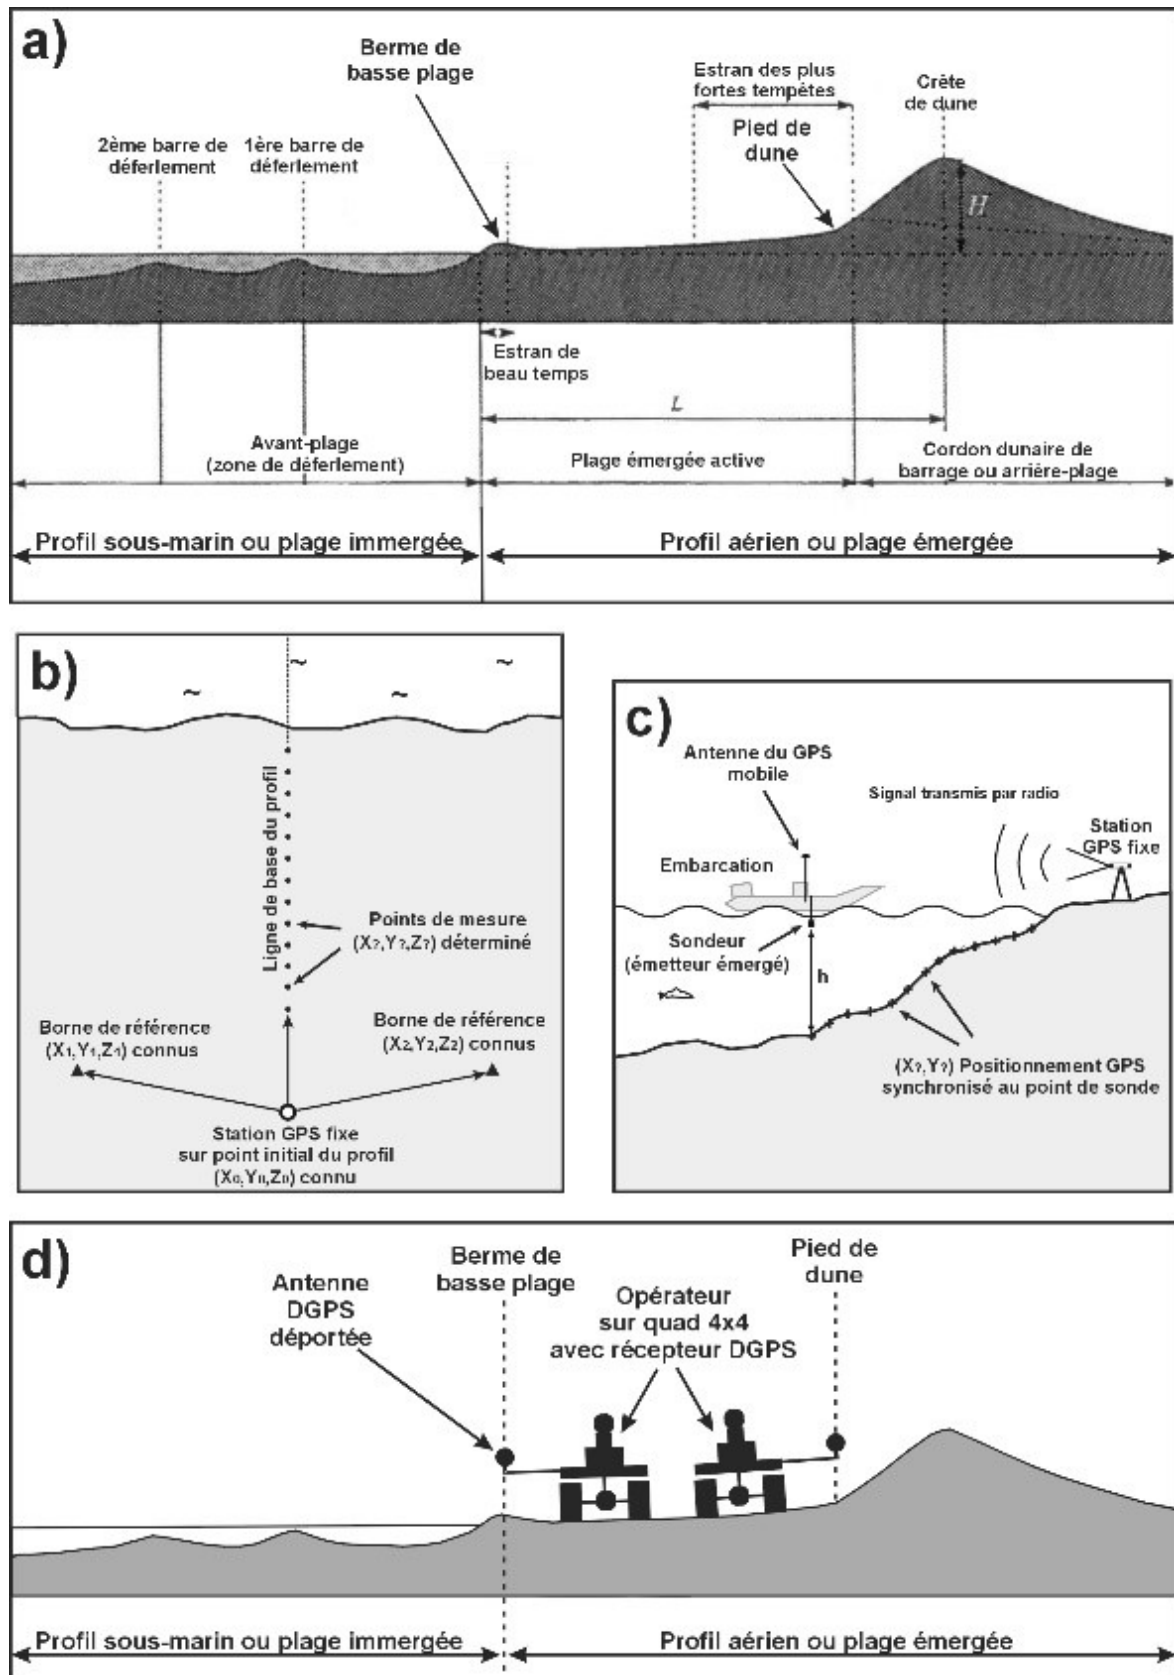 a)
Berme de
basse plage
Estran des plus
fortes tempêtes
Crête
de dune
2ème barre de
déferlement
1ère barre de
déferlement
Pied de
dune
H
Estran de
beau temps
L
Avant-plage
(zone de déferlement)
Plage émergée active
Cordon dunaire de
barrage ou arrière-plage
Profil sous-marin ou plage immergée
Profil aérien ou plage émergée
b)
~
~
~
~
Ligne de base du profil
Points de mesure
(X?,Y?,Z?) déterminé
Borne de référence
(X1,Y1,Z1) connus
Borne de référence
(X2,Y2,Z2) connus
Station GPS fixe
sur point initial du profil
(X0,Y0,Z0) connu
c)
Antenne du GPS
mobile
Signal transmis par radio
Station
GPS fixe
Embarcation
Sondeur
(émetteur émergé)
h
(X?,Y?) Positionnement GPS
synchronisé au point de sonde
d)
Berme de
basse plage
Pied de
dune
Antenne
DGPS
déportée
Opérateur
sur quad 4x4
avec récepteur DGPS
Profil sous-marin ou plage immergée
Profil aérien ou plage émergée